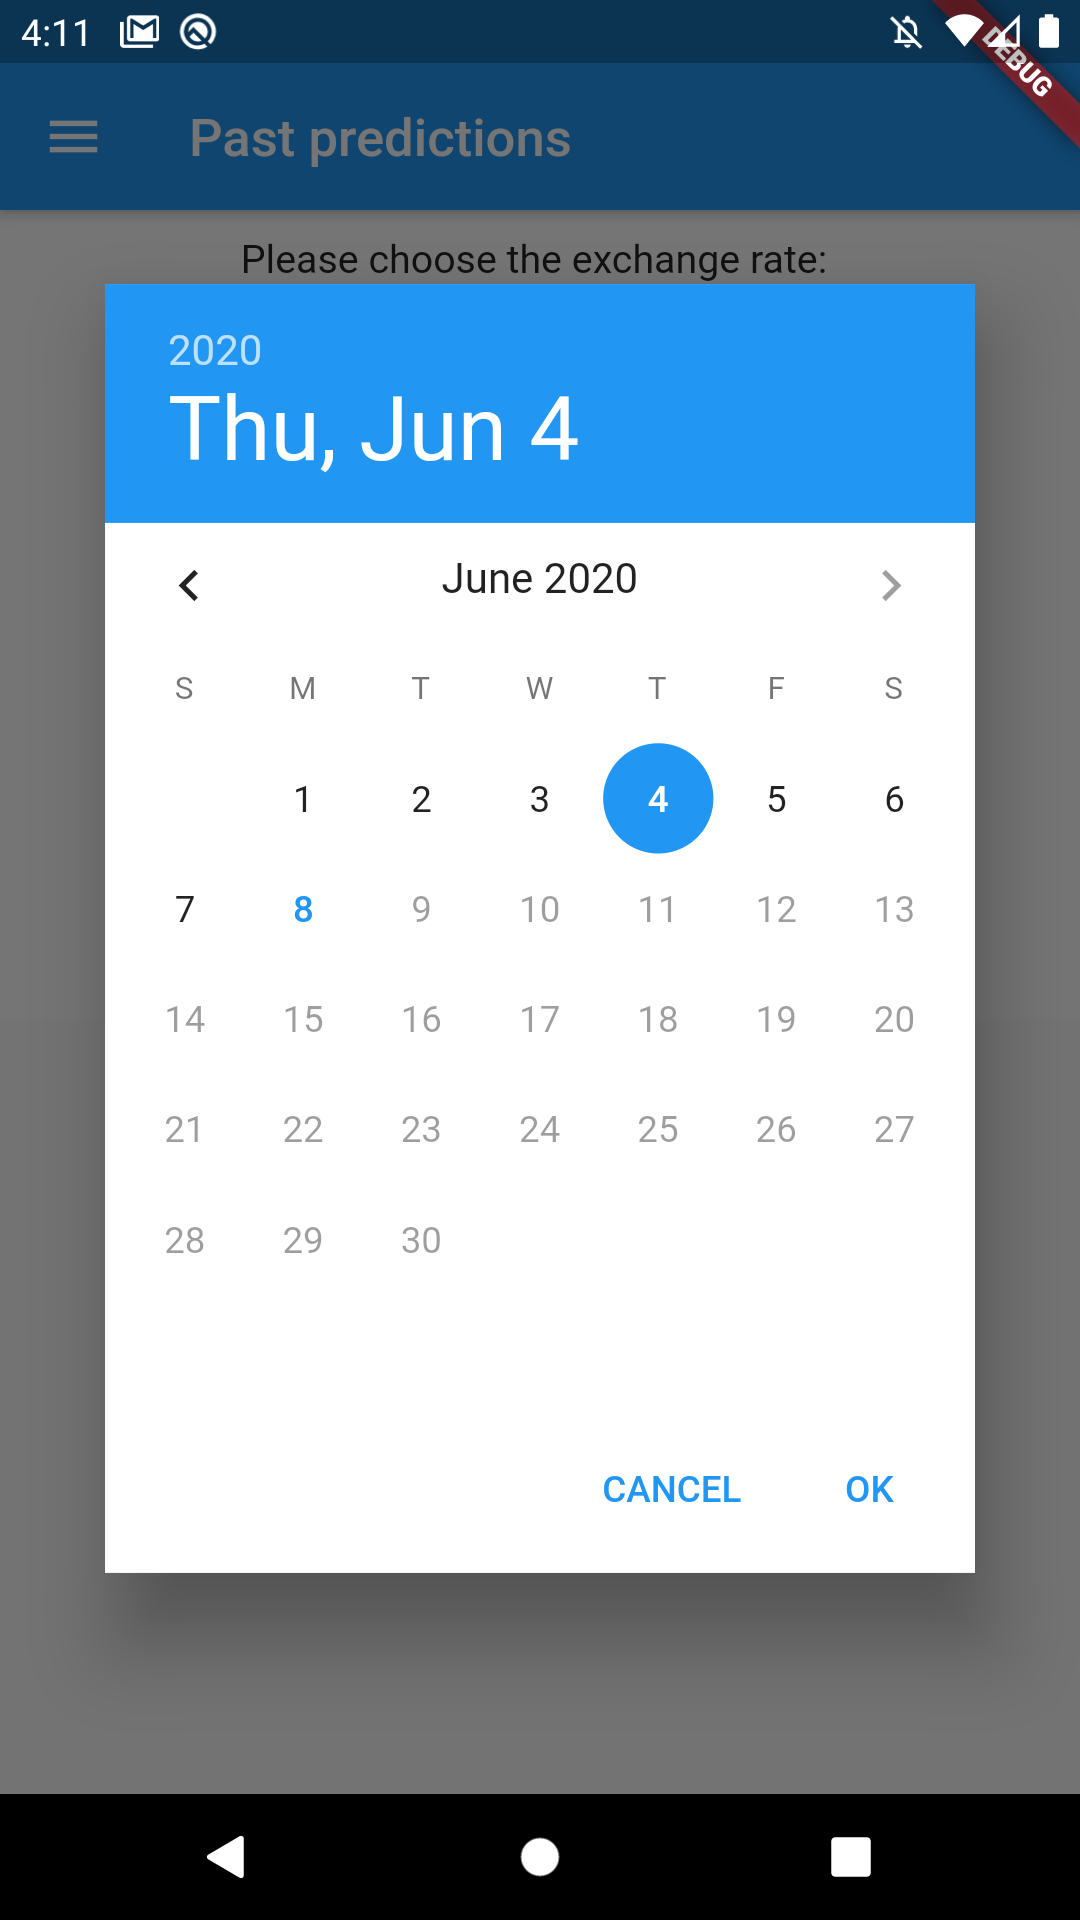 4:11
DEBUG
Past predictions
Please choose the exchange rate:
2020
Thu, Jun 4
June 2020
S M T W T F S
1 2 3 4 5 6
7 8 9 10 11 12 13
14 15 16 17 18 19 20
21 22 23 24 25 26 27
28 29 30
CANCEL OK